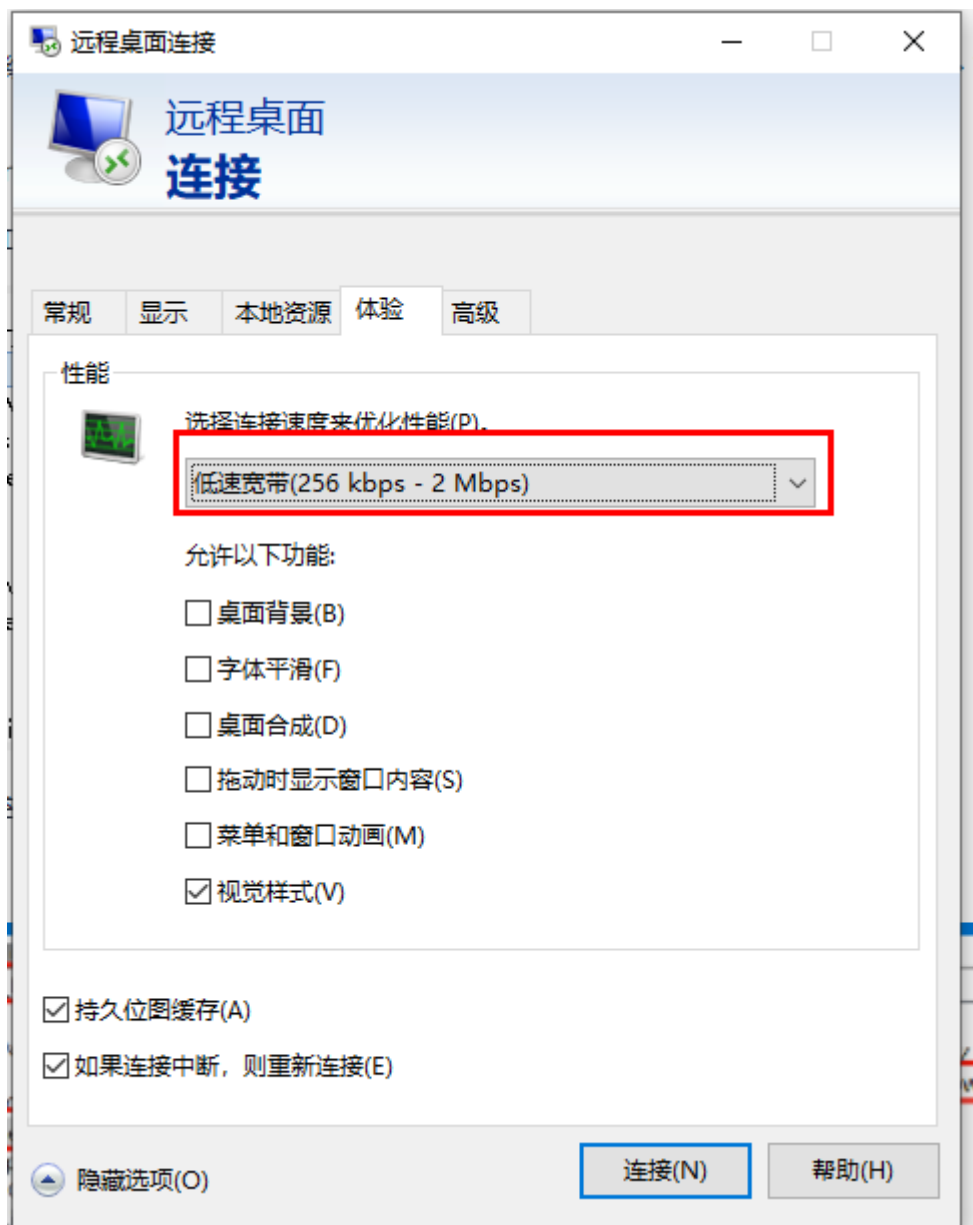 远程桌面连接
远程桌面
连接
常规 显示 本地资源 体验 高级
性能
选择连接速度来优化性能(P)。
低速宽带(256 kbps - 2 Mbps)
允许以下功能:
桌面背景(B)
字体平滑(F)
桌面合成(D)
拖动时显示窗口内容(S)
菜单和窗口动画(M)
视觉样式(V)
持久位图缓存(A)
如果连接中断，则重新连接(E)
隐藏选项(O) 连接(N) 帮助(H)